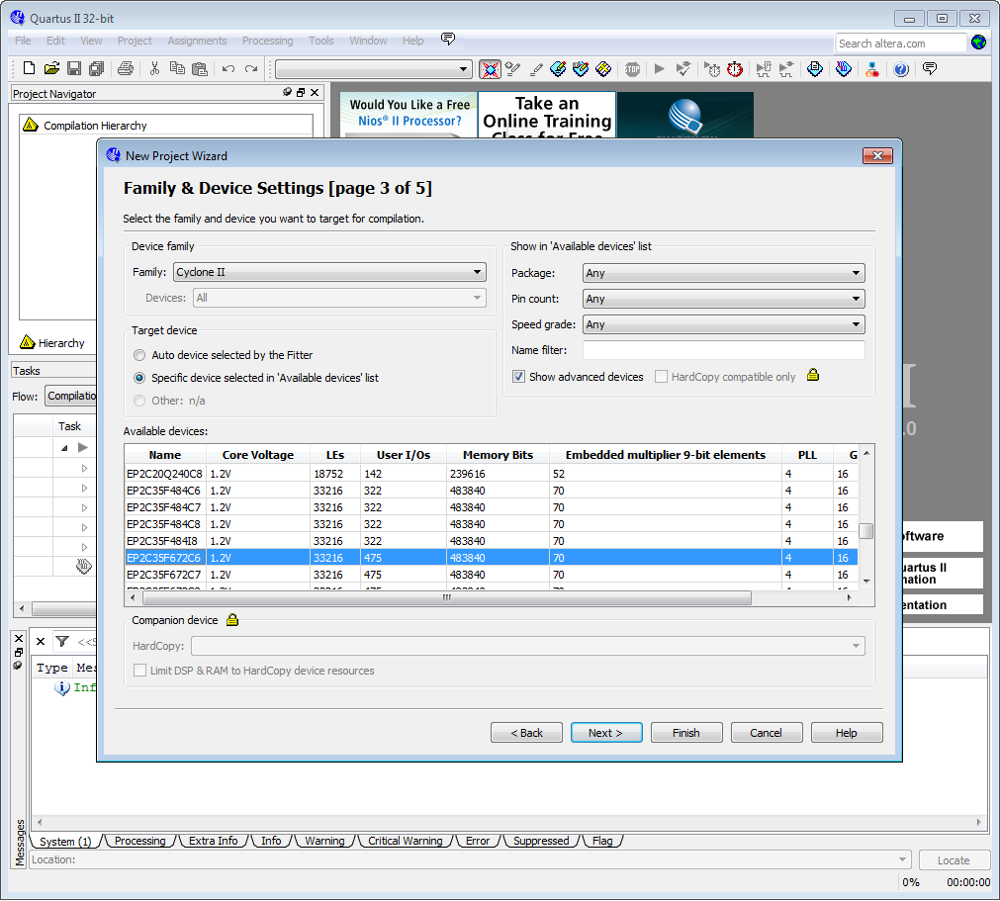 Quartus II 32-bit
File Edit View Project Assignments Processing Tools Window Help
Search altera.com
Project Navigator
Compilation Hierarchy
Would You Like a Free
Nios® II Processor?
Take an
Online Training
Class for Free
New Project Wizard
Family & Device Settings [page 3 of 5]
Select the family and device you want to target for compilation.
Device family
Family: Cyclone II
Devices: All
Show in 'Available devices' list
Package: Any
Pin count: Any
Speed grade: Any
Name filter:
Show advanced devices HardCopy compatible only
Target device
Auto device selected by the Fitter
Specific device selected in 'Available devices' list
Other: n/a
Available devices:
Name Core Voltage LEs User I/Os Memory Bits Embedded multiplier 9-bit elements PLL G
EP2C20Q240C8 1.2V 18752 142 239616 52 4 16
EP2C35F484C6 1.2V 33216 322 483840 70 4 16
EP2C35F484C7 1.2V 33216 322 483840 70 4 16
EP2C35F484C8 1.2V 33216 322 483840 70 4 16
EP2C35F484I8 1.2V 33216 322 483840 70 4 16
EP2C35F672C6 1.2V 33216 475 483840 70 4 16
EP2C35F672C7 1.2V 33216 475 483840 70 4 16
Companion device
HardCopy:
Limit DSP & RAM to HardCopy device resources
< Back Next > Finish Cancel Help
Hierarchy
Tasks
Flow: Compilatio
Task
I
.0
oftware
uartus II
mation
entation
<<S
Type Mes
Inf
Messages
System (1) Processing Extra Info Info Warning Critical Warning Error Suppressed Flag
Location:
Locate
0% 00:00:00